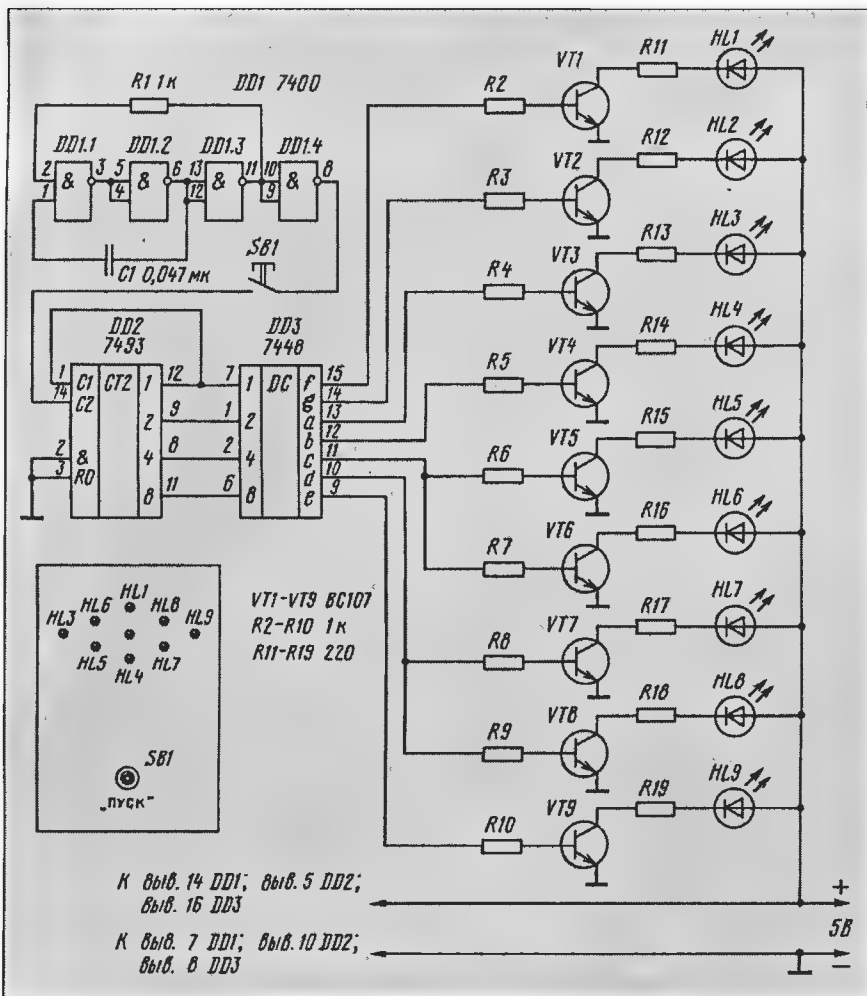 R1 1к
DD1 7400
DD1.1
DD1.2
DD1.3
DD1.4
2
1
&
3
5
4
&
6
13
12
&
11
10
9
&
8
C1 0,047 мк
SB1
DD2
7493
DD3
7448
1
14
2
3
C1
C2
&
R0
CT2
1
2
4
8
12
9
8
11
7
1
2
6
1
2
4
8
DC
f
g
a
b
c
d
e
15
14
13
12
11
10
9
R2
VT1
R11
HL1
R3
VT2
R12
HL2
R4
VT3
R13
HL3
R5
VT4
R14
HL4
R6
VT5
R15
HL5
R7
VT6
R16
HL6
R8
VT7
R17
HL7
R9
VT8
R18
HL8
R10
VT9
R19
HL9
HL1
HL6
HL8
HL3
HL9
HL5
HL7
HL4
SB1
„ПУСК"
VT1-VT9 BC107
R2-R10 1к
R11-R19 220
К выв. 14 DD1; выв. 5 DD2;
выв. 16 DD3
+
5В
К выв. 7 DD1; выв. 10 DD2;
выв. 8 DD3
−